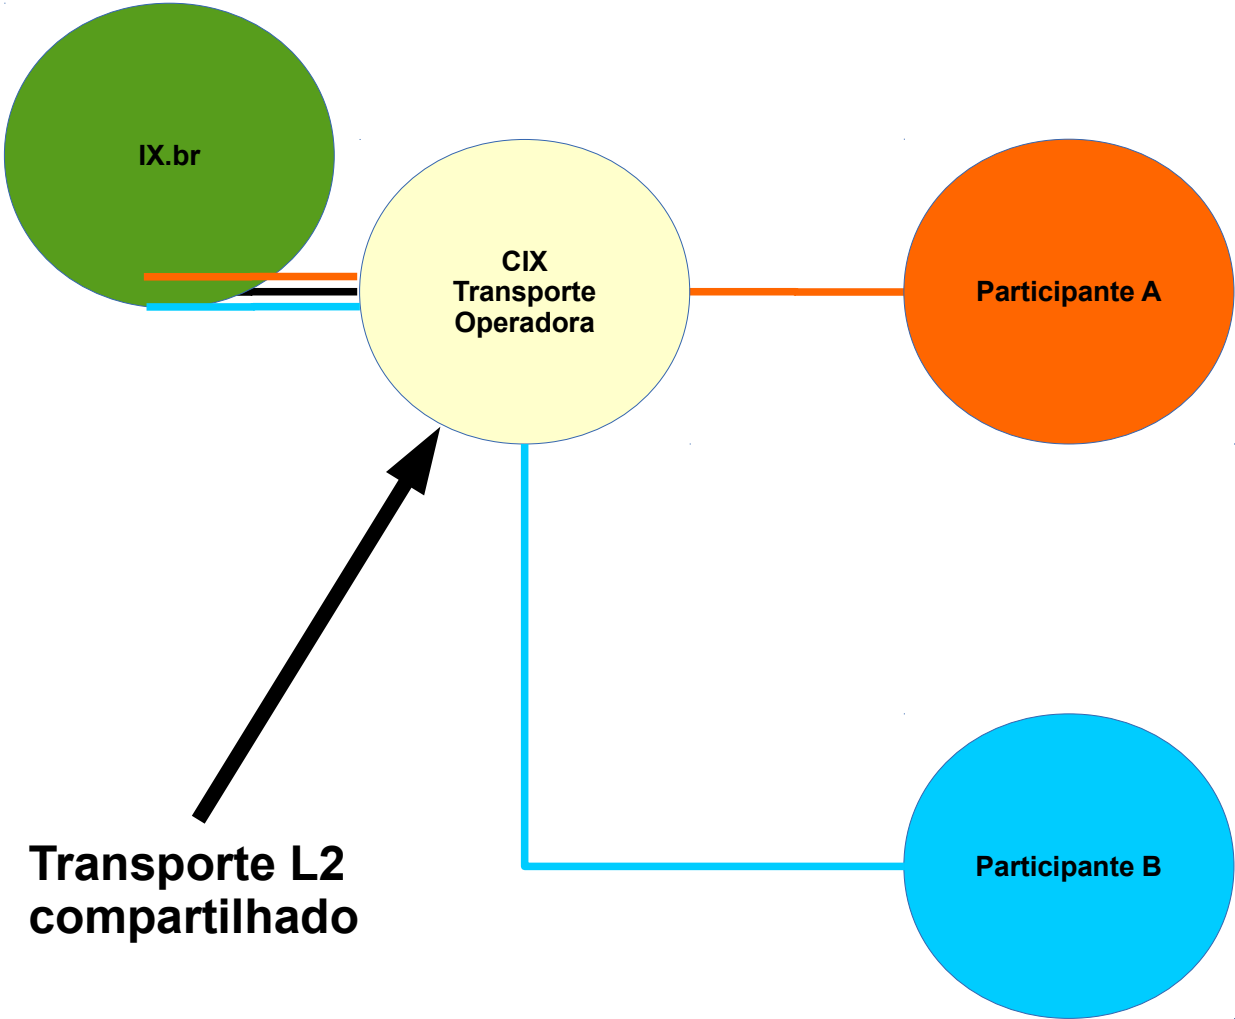 IX.br
CIX
Transporte
Operadora
Participante A
Participante B
Transporte L2
compartilhado